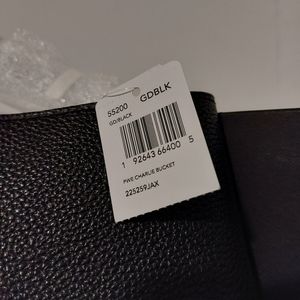 55200 GDBLK
GD/BLACK
1 92643 66400 5
PWE CHARLIE BUCKET
225259JAX